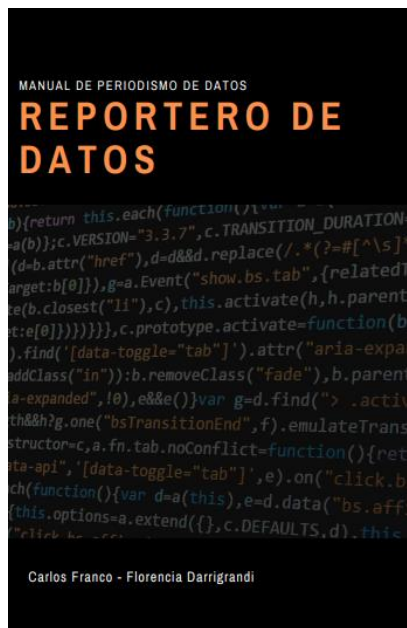 MANUAL DE PERIODISMO DE DATOS
REPORTERO DE
DATOS
b){return this.each(function(){var
=a(b)};c.VERSION="3.3.7",c.TRANSITION_DURATION=
(d=b.attr("href"),d=d&&d.replace(/.*(?=#[^\s]*
arget:b[0]}),g=a.Event("show.bs.tab",{relatedT
te(b.closest("li"),c),this.activate(h,h.parent
et:e[0]})})}}},c.prototype.activate=function(b
).find('[data-toggle="tab"]').attr("aria-expa
addClass("in")):b.removeClass("fade"),b.parent
ia-expanded",!0),e&&e()}var g=d.find("> .activ
th&&h?g.one("bsTransitionEnd",f).emulateTrans
structor=c,a.fn.tab.noConflict=function(){ret
ata-api",'[data-toggle="tab"]',e).on("click.b
ch(function(){var d=a(this),e=d.data("bs.aff
{this.options=a.extend({},c.DEFAULTS,d),this
Carlos Franco - Florencia Darrigrandi